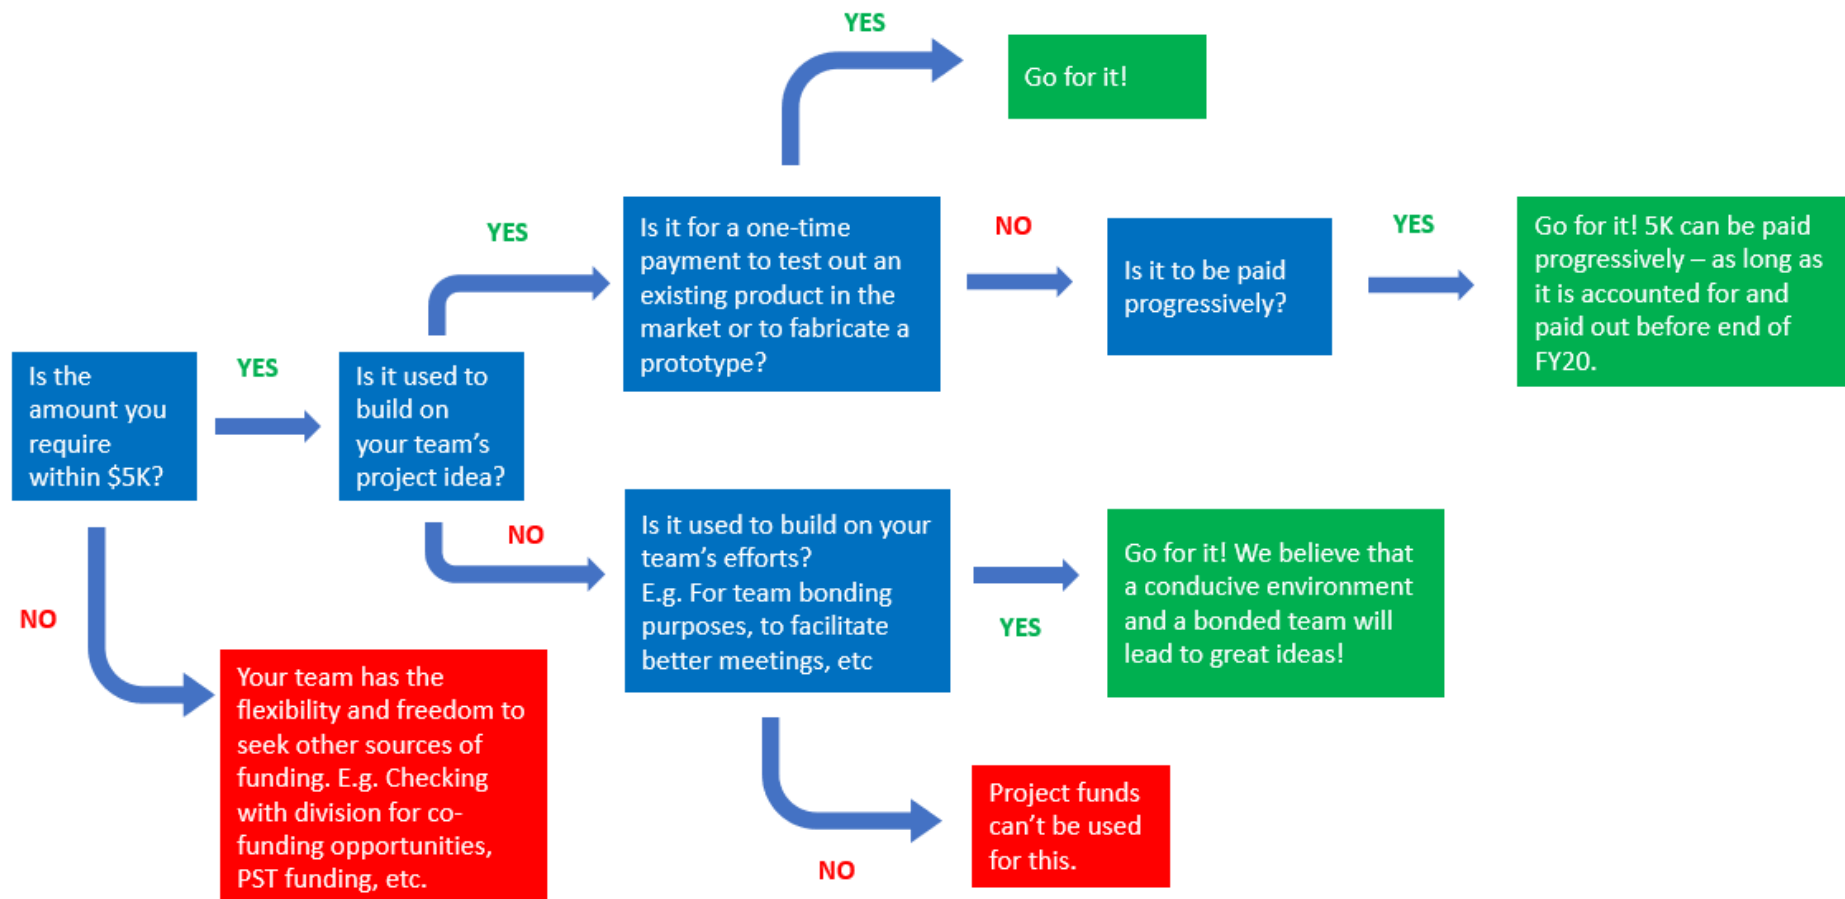 YES
Go for it!
YES
Is it for a one-time
payment to test out an
existing product in the
market or to fabricate a
prototype?
NO
Is it to be paid
progressively?
YES
Go for it! 5K can be paid
progressively – as long as
it is accounted for and
paid out before end of
FY20.
Is the
amount you
require
within $5K?
YES
Is it used to
build on
your team’s
project idea?
NO
Is it used to build on your
team’s efforts?
E.g. For team bonding
purposes, to facilitate
better meetings, etc
YES
Go for it! We believe that
a conducive environment
and a bonded team will
lead to great ideas!
NO
Your team has the
flexibility and freedom to
seek other sources of
funding. E.g. Checking
with division for co-
funding opportunities,
PST funding, etc.
NO
Project funds
can’t be used
for this.